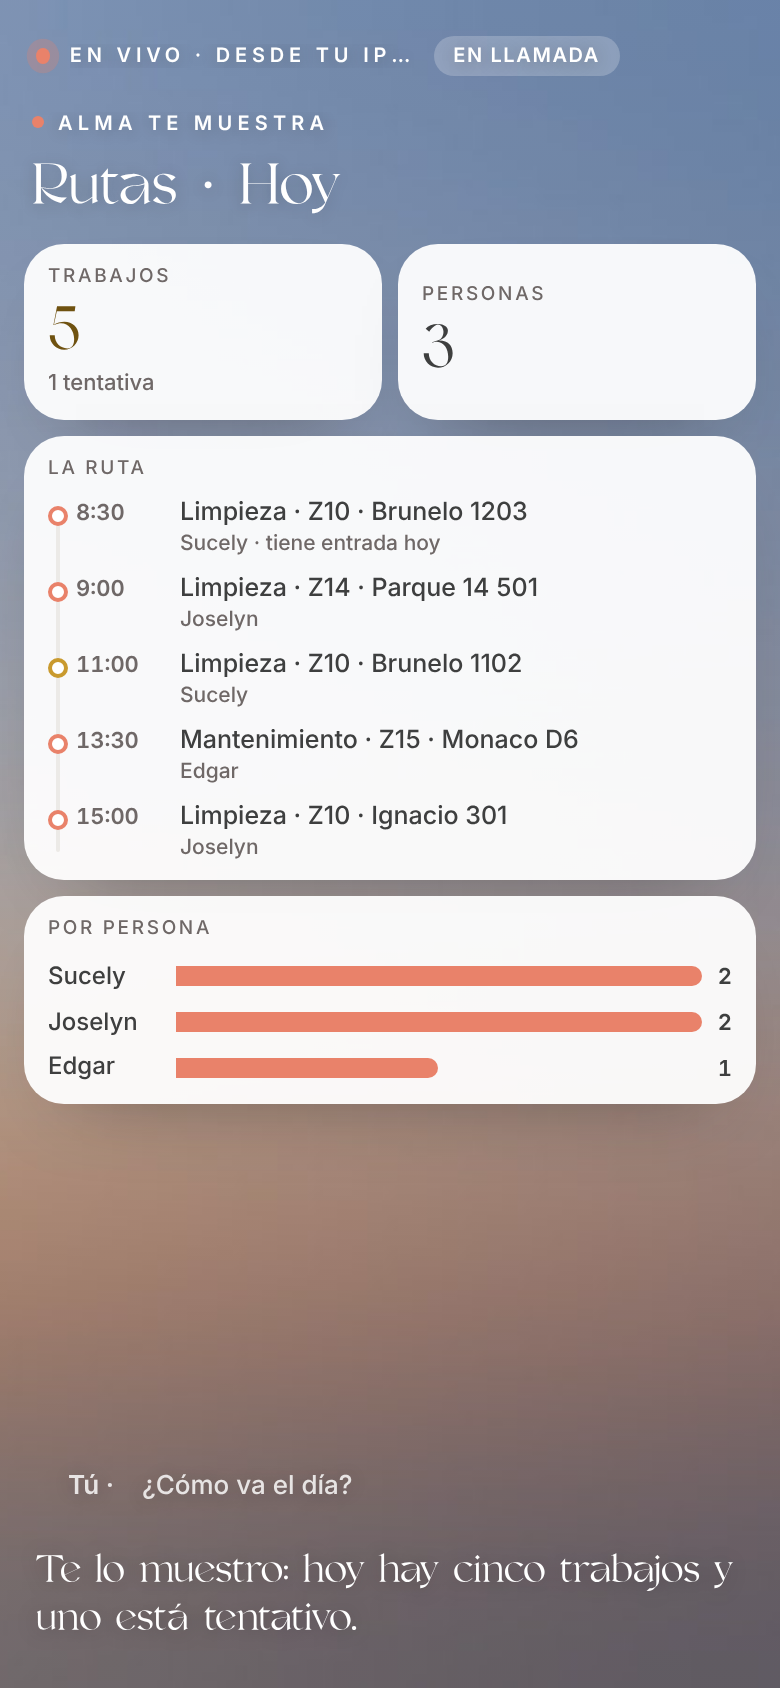 EN VIVO · DESDE TU IP…
EN LLAMADA
ALMA TE MUESTRA
Rutas · Hoy
TRABAJOS
5
1 tentativa
PERSONAS
3
LA RUTA
8:30 Limpieza · Z10 · Brunelo 1203
Sucely · tiene entrada hoy
9:00 Limpieza · Z14 · Parque 14 501
Joselyn
11:00 Limpieza · Z10 · Brunelo 1102
Sucely
13:30 Mantenimiento · Z15 · Monaco D6
Edgar
15:00 Limpieza · Z10 · Ignacio 301
Joselyn
POR PERSONA
Sucely 2
Joselyn 2
Edgar 1
Tú · ¿Cómo va el día?
Te lo muestro: hoy hay cinco trabajos y
uno está tentativo.